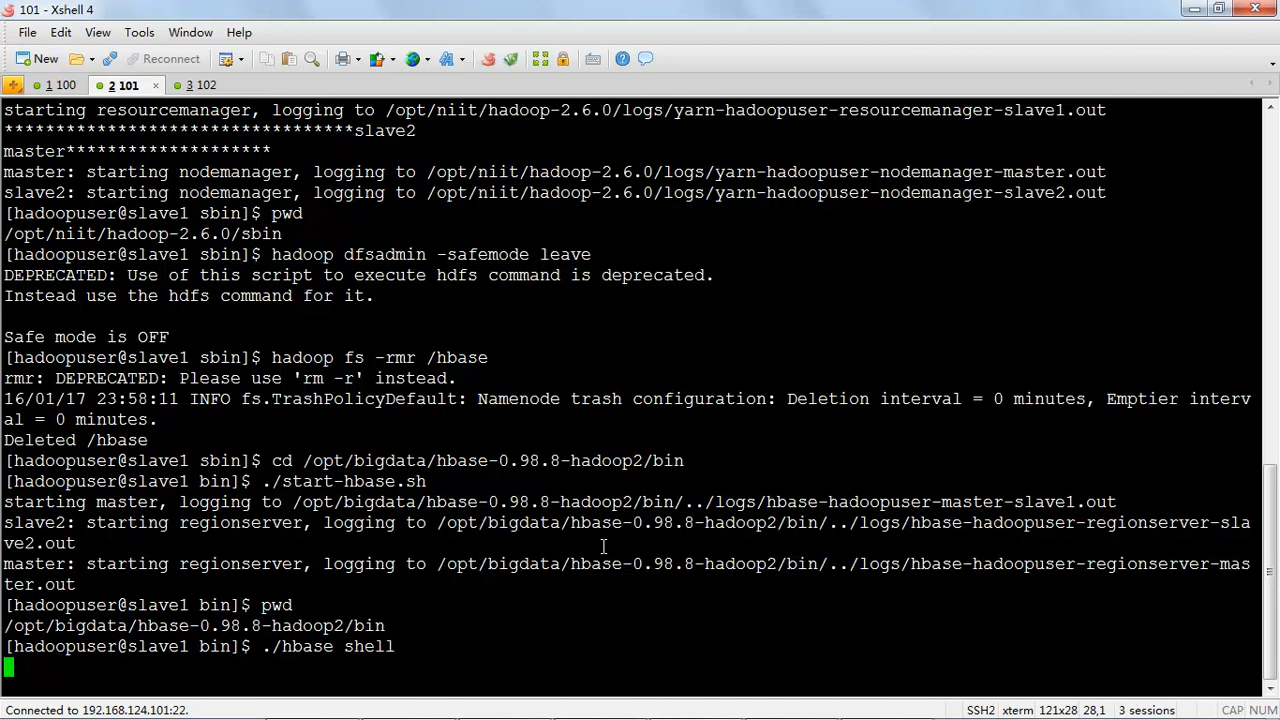 101 - Xshell 4
File Edit View Tools Window Help
New Reconnect
1 100 2 101 × 3 102
starting resourcemanager, logging to /opt/niit/hadoop-2.6.0/logs/yarn-hadoopuser-resourcemanager-slave1.out
**********************************slave2
master********************
master: starting nodemanager, logging to /opt/niit/hadoop-2.6.0/logs/yarn-hadoopuser-nodemanager-master.out
slave2: starting nodemanager, logging to /opt/niit/hadoop-2.6.0/logs/yarn-hadoopuser-nodemanager-slave2.out
[hadoopuser@slave1 sbin]$ pwd
/opt/niit/hadoop-2.6.0/sbin
[hadoopuser@slave1 sbin]$ hadoop dfsadmin -safemode leave
DEPRECATED: Use of this script to execute hdfs command is deprecated.
Instead use the hdfs command for it.
Safe mode is OFF
[hadoopuser@slave1 sbin]$ hadoop fs -rmr /hbase
rmr: DEPRECATED: Please use 'rm -r' instead.
16/01/17 23:58:11 INFO fs.TrashPolicyDefault: Namenode trash configuration: Deletion interval = 0 minutes, Emptier interv
al = 0 minutes.
Deleted /hbase
[hadoopuser@slave1 sbin]$ cd /opt/bigdata/hbase-0.98.8-hadoop2/bin
[hadoopuser@slave1 bin]$ ./start-hbase.sh
starting master, logging to /opt/bigdata/hbase-0.98.8-hadoop2/bin/../logs/hbase-hadoopuser-master-slave1.out
slave2: starting regionserver, logging to /opt/bigdata/hbase-0.98.8-hadoop2/bin/../logs/hbase-hadoopuser-regionserver-sla
ve2.out
master: starting regionserver, logging to /opt/bigdata/hbase-0.98.8-hadoop2/bin/../logs/hbase-hadoopuser-regionserver-mas
ter.out
[hadoopuser@slave1 bin]$ pwd
/opt/bigdata/hbase-0.98.8-hadoop2/bin
[hadoopuser@slave1 bin]$ ./hbase shell
Connected to 192.168.124.101:22. SSH2 xterm 121x28 28,1 3 sessions CAP NUM